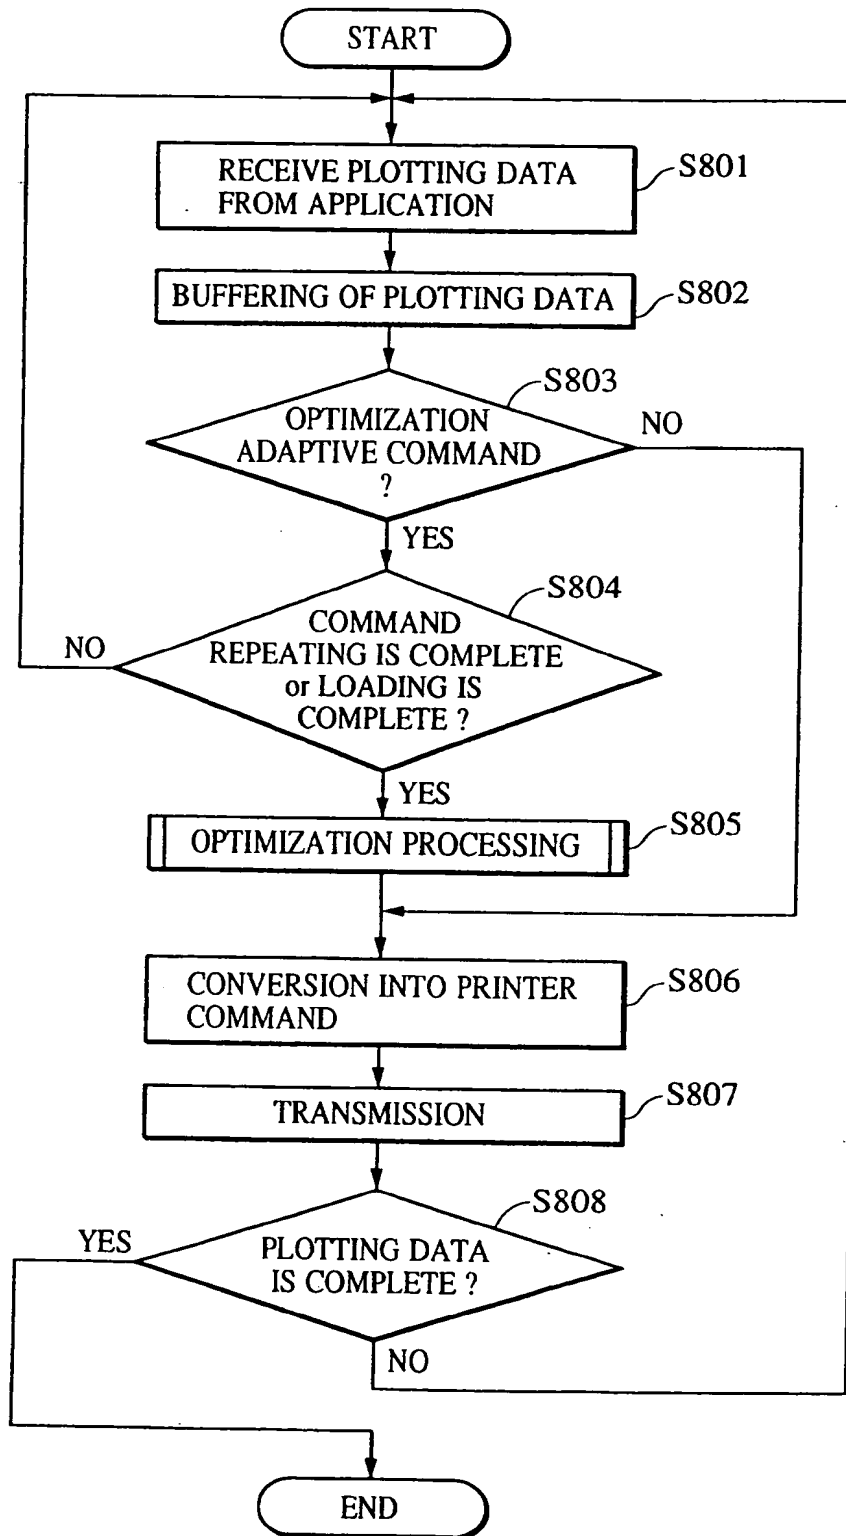 START
RECEIVE PLOTTING DATA
FROM APPLICATION
S801
BUFFERING OF PLOTTING DATA
S802
S803
OPTIMIZATION
ADAPTIVE COMMAND
?
NO
YES
S804
COMMAND
REPEATING IS COMPLETE
or LOADING IS
COMPLETE ?
NO
YES
OPTIMIZATION PROCESSING
S805
CONVERSION INTO PRINTER
COMMAND
S806
TRANSMISSION
S807
S808
YES
PLOTTING DATA
IS COMPLETE ?
NO
END